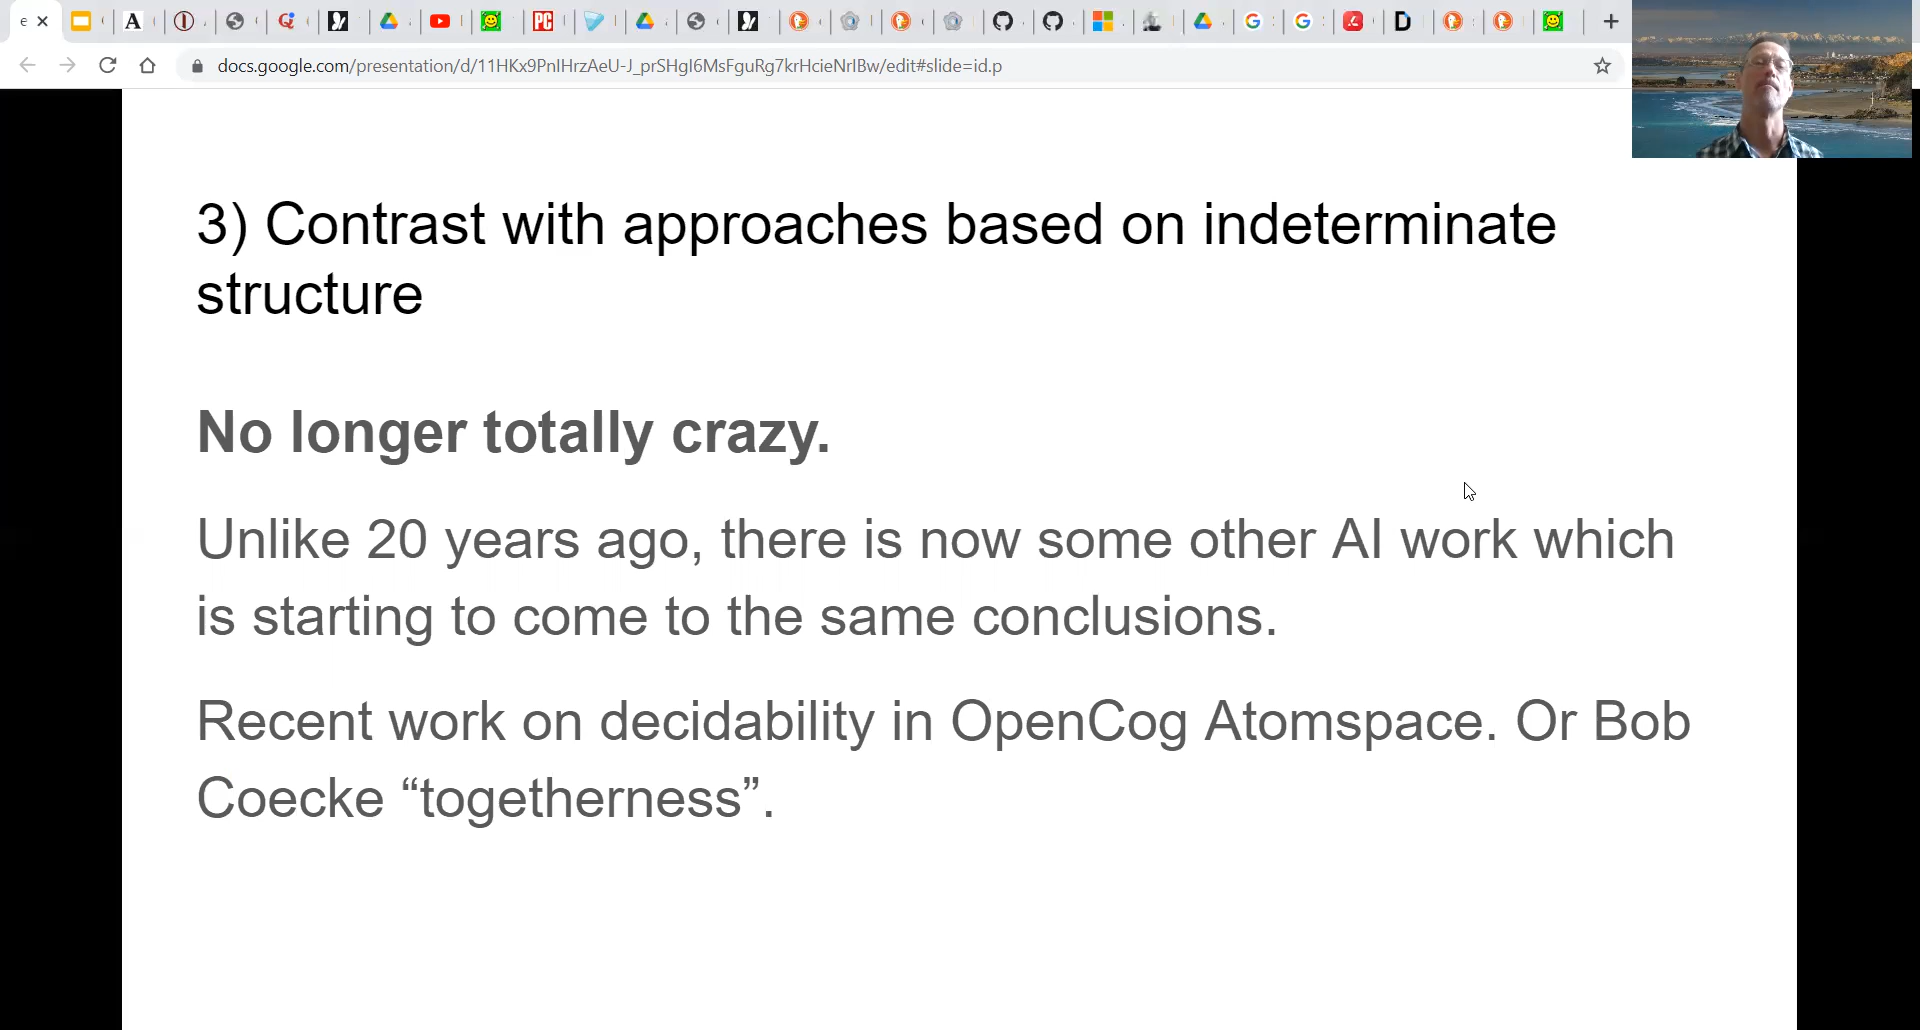 docs.google.com/presentation/d/11HKx9PnIHrzAeU-J_prSHgI6MsFguRg7krHcieNrIBw/edit#slide=id.p
3) Contrast with approaches based on indeterminate
structure
No longer totally crazy.
Unlike 20 years ago, there is now some other AI work which
is starting to come to the same conclusions.
Recent work on decidability in OpenCog Atomspace. Or Bob
Coecke “togetherness”.